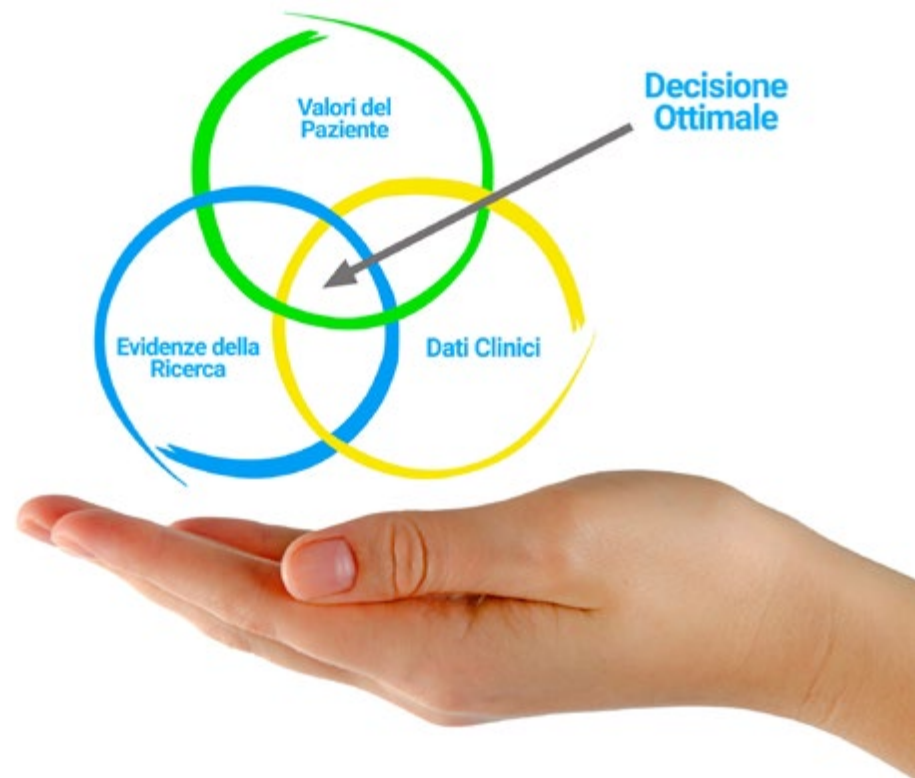 Valori del
Paziente
Decisione
Ottimale
Evidenze della
Ricerca
Dati Clinici